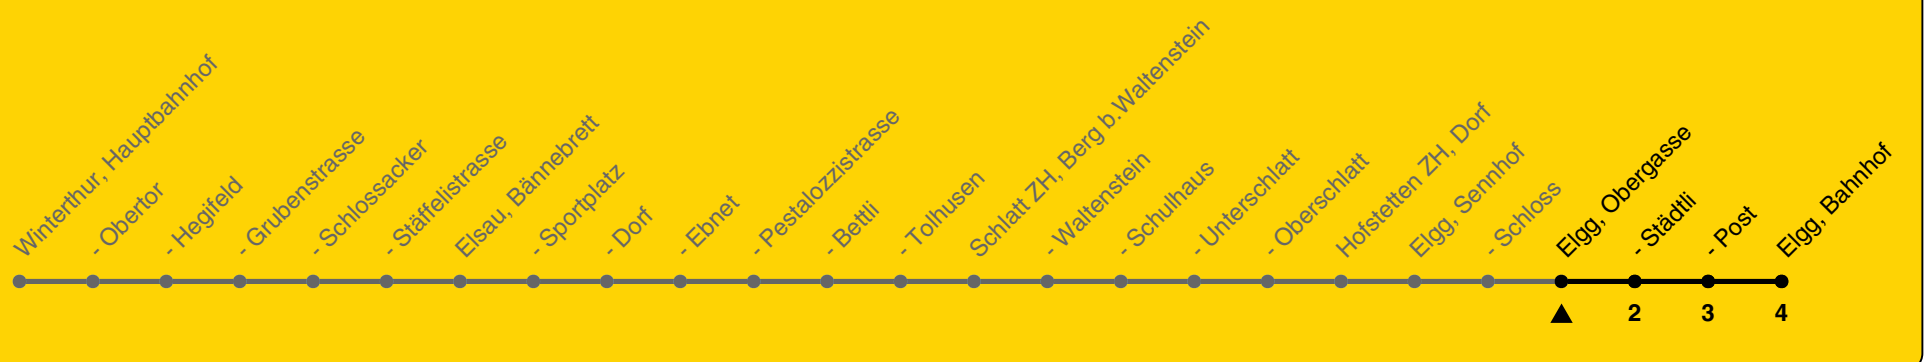 Winterthur, Hauptbahnhof
- Obertor
- Hegifeld
- Grubenstrasse
- Schlossacker
- Stäffelistrasse
Elsau, Bännebrett
- Sportplatz
- Dorf
- Ebnet
- Pestalozzistrasse
- Bettli
- Tolhusen
Schlatt ZH, Berg b.Waltenstein
- Waltenstein
- Schulhaus
- Unterschlatt
- Oberschlatt
Hofstetten ZH, Dorf
Elgg, Sennhof
- Schloss
Elgg, Obergasse
- Städtli
- Post
Elgg, Bahnhof
2
3
4